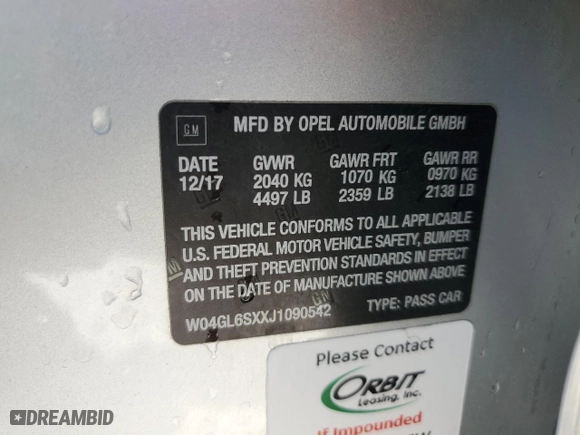 GM
MFD BY OPEL AUTOMOBILE GMBH
DATE GVWR GAWR FRT GAWR RR
12/17 2040 KG 1070 KG 0970 KG
4497 LB 2359 LB 2138 LB
THIS VEHICLE CONFORMS TO ALL APPLICABLE
U.S. FEDERAL MOTOR VEHICLE SAFETY, BUMPER
AND THEFT PREVENTION STANDARDS IN EFFECT
ON THE DATE OF MANUFACTURE SHOWN ABOVE
W04GL6SXXJ1090542 TYPE: PASS CAR
Please Contact
ORBIT
Leasing, Inc.
If Impounded
DREAMBID